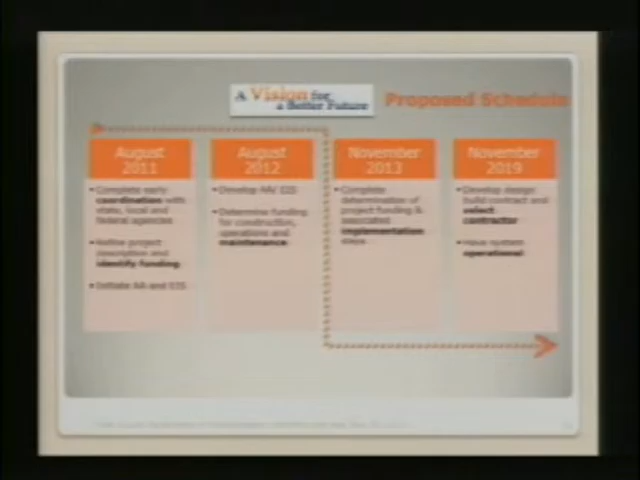 A Vision for
a Better Future
Proposed Schedule
August
2011
• Complete early
coordination with
state, local and
federal agencies
• Refine project
description and
identify funding
• Initiate AA and EIS
August
2012
• Develop AA/ EIS
• Determine funding
for construction,
operations and
maintenance
November
2013
• Complete
determination of
project funding &
associated
implementation
steps
November
2019
• Develop design
build contract and
select
contractor
• Have system
operational